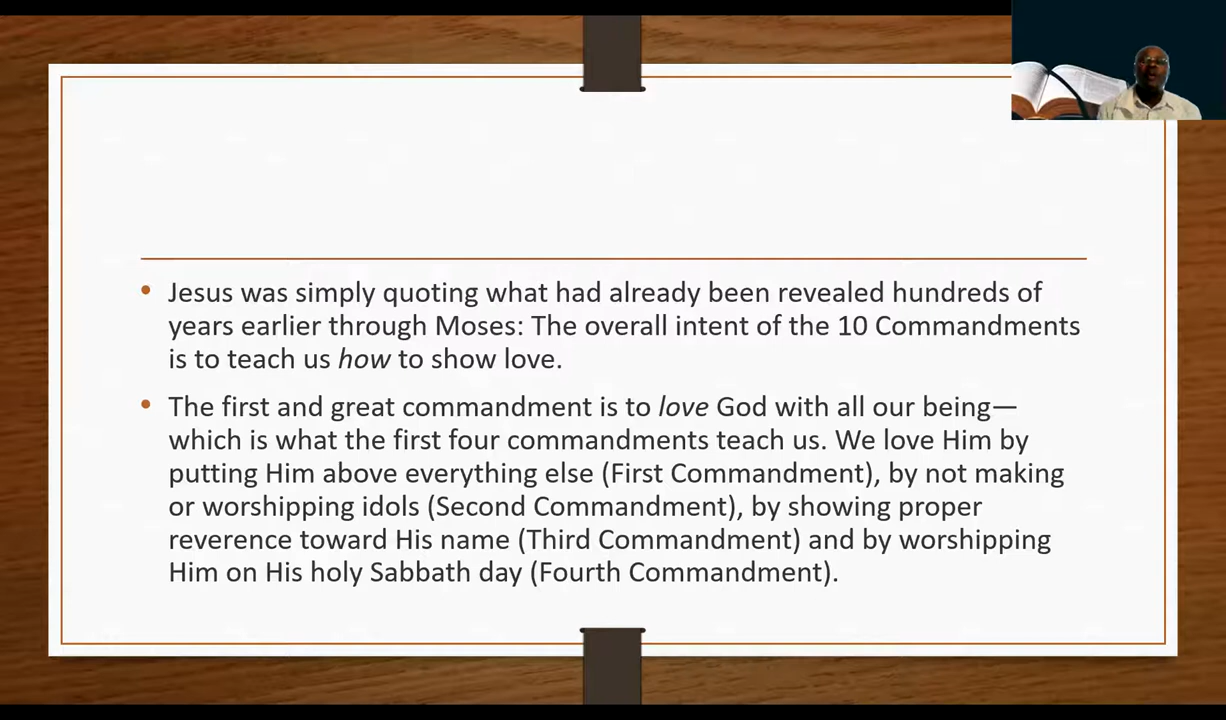 Jesus was simply quoting what had already been revealed hundreds of
years earlier through Moses: The overall intent of the 10 Commandments
is to teach us how to show love.
The first and great commandment is to love God with all our being—
which is what the first four commandments teach us. We love Him by
putting Him above everything else (First Commandment), by not making
or worshipping idols (Second Commandment), by showing proper
reverence toward His name (Third Commandment) and by worshipping
Him on His holy Sabbath day (Fourth Commandment).